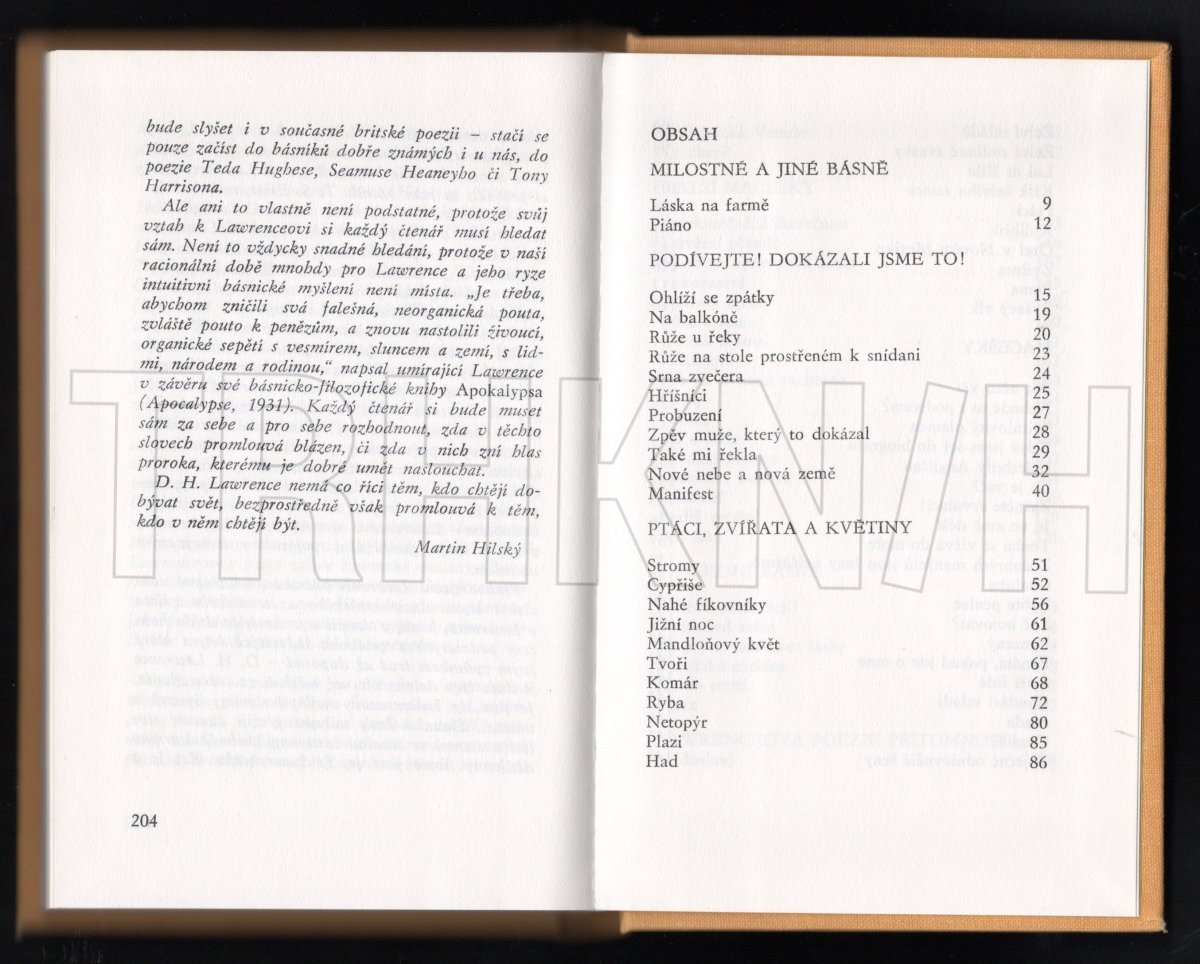 bude slyšet i v současné britské poezii – stačí se
pouze začíst do básníků dobře známých i u nás, do
poezie Teda Hughese, Seamuse Heaneyho či Tony
Harrisona.
Ale ani to vlastně není podstatné, protože svůj
vztah k Lawrenceovi si každý čtenář musí hledat
sám. Není to vždycky snadné hledání, protože v naší
racionální době mnohdy pro Lawrence a jeho ryze
intuitivní básnické myšlení není místa. „Je třeba,
abychom zničili svá falešná, neorganická pouta,
zvláště pouto k penězům, a znovu nastolili živoucí,
organické sepětí s vesmírem, sluncem a zemí, s lid-
mi, národem a rodinou,“ napsal umírající Lawrence
v závěru své básnicko-filozofické knihy Apokalypsa
(Apocalypse, 1931). Každý čtenář si bude muset
sám za sebe a pro sebe rozhodnout, zda v těchto
slovech promlouvá blázen, či zda v nich zní hlas
proroka, kterému je dobré umět naslouchat.
D. H. Lawrence nemá co říci těm, kdo chtějí do-
bývat svět, bezprostředně však promlouvá k těm,
kdo v něm chtějí být.
Martin Hilský
204
OBSAH
MILOSTNÉ A JINÉ BÁSNĚ
Láska na farmě 9
Piáno 12
PODÍVEJTE! DOKÁZALI JSME TO!
Ohlíží se zpátky 15
Na balkóně 19
Růže u řeky 20
Růže na stole prostřeném k snídani 23
Srna zvečera 24
Hříšníci 25
Probuzení 27
Zpěv muže, který to dokázal 28
Také mi řekla 29
Nové nebe a nová země 32
Manifest 40
PTÁCI, ZVÍŘATA A KVĚTINY
Stromy 51
Cypřiše 52
Nahé fíkovníky 56
Jižní noc 61
Mandloňový květ 62
Tvoři 67
Komár 68
Ryba 72
Netopýr 80
Plazi 85
Had 86
TRHKNIH